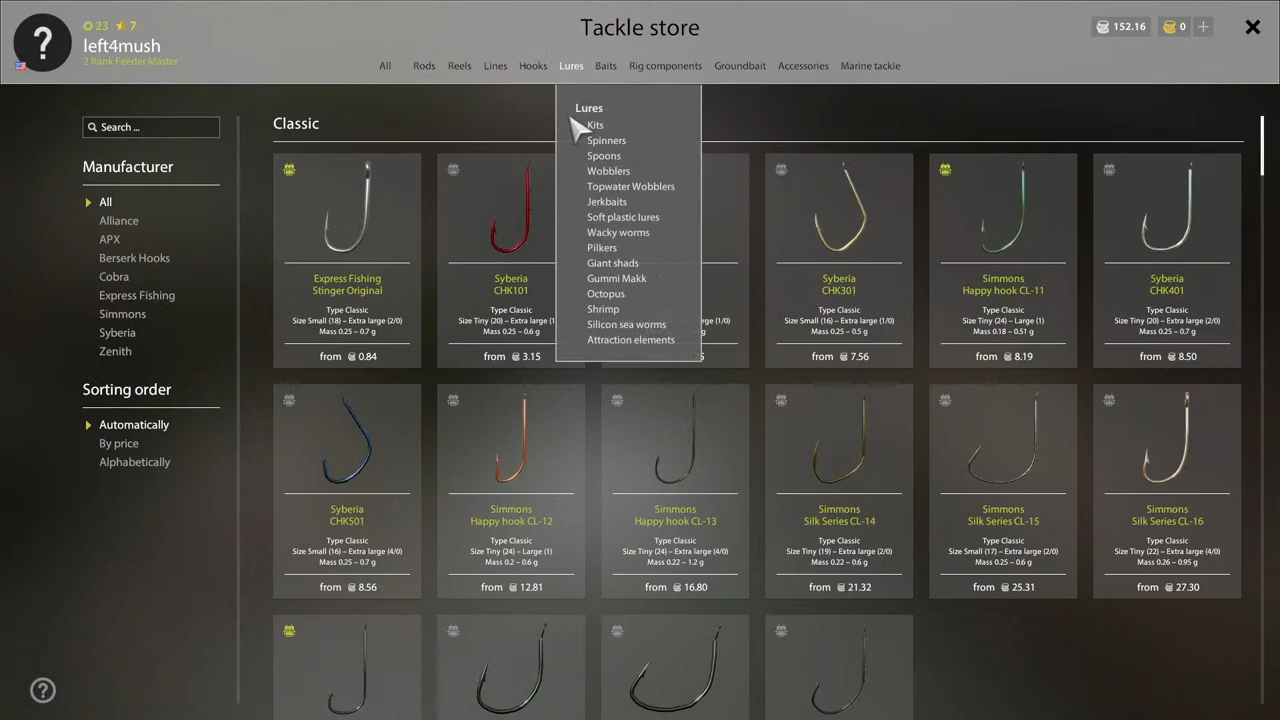 23 7
left4mush
2 Rank Feeder Master
Tackle store
152.16
0
All Rods Reels Lines Hooks Lures Baits Rig components Groundbait Accessories Marine tackle
Search ...
Manufacturer
All
Alliance
APX
Berserk Hooks
Cobra
Express Fishing
Simmons
Syberia
Zenith
Sorting order
Automatically
By price
Alphabetically
Lures
Kits
Spinners
Spoons
Wobblers
Topwater Wobblers
Jerkbaits
Soft plastic lures
Wacky worms
Pilkers
Giant shads
Gummi Makk
Octopus
Shrimp
Silicon sea worms
Attraction elements
Classic
Express Fishing
Stinger Original
Type Classic
Size Small (18) – Extra large (2/0)
Mass 0.25 – 0.7 g
from 0.84
Syberia
CHK101
Type Classic
Size Tiny (20) – Extra large (1
Mass 0.25 – 0.6 g
from 3.15
rge (1/0)
25
Syberia
CHK301
Type Classic
Size Small (16) – Extra large (1/0)
Mass 0.25 – 0.5 g
from 7.56
Simmons
Happy hook CL-11
Type Classic
Size Tiny (24) – Large (1)
Mass 0.18 – 0.51 g
from 8.19
Syberia
CHK401
Type Classic
Size Tiny (20) – Extra large (2/0)
Mass 0.25 – 0.7 g
from 8.50
Syberia
CHK501
Type Classic
Size Small (16) – Extra large (4/0)
Mass 0.25 – 0.7 g
from 8.56
Simmons
Happy hook CL-12
Type Classic
Size Tiny (24) – Large (1)
Mass 0.2 – 0.6 g
from 12.81
Simmons
Happy hook CL-13
Type Classic
Size Tiny (24) – Extra large (4/0)
Mass 0.22 – 1.2 g
from 16.80
Simmons
Silk Series CL-14
Type Classic
Size Tiny (19) – Extra large (2/0)
Mass 0.22 – 0.6 g
from 21.32
Simmons
Silk Series CL-15
Type Classic
Size Small (17) – Extra large (2/0)
Mass 0.25 – 0.6 g
from 25.31
Simmons
Silk Series CL-16
Type Classic
Size Tiny (22) – Extra large (4/0)
Mass 0.26 – 0.95 g
from 27.30